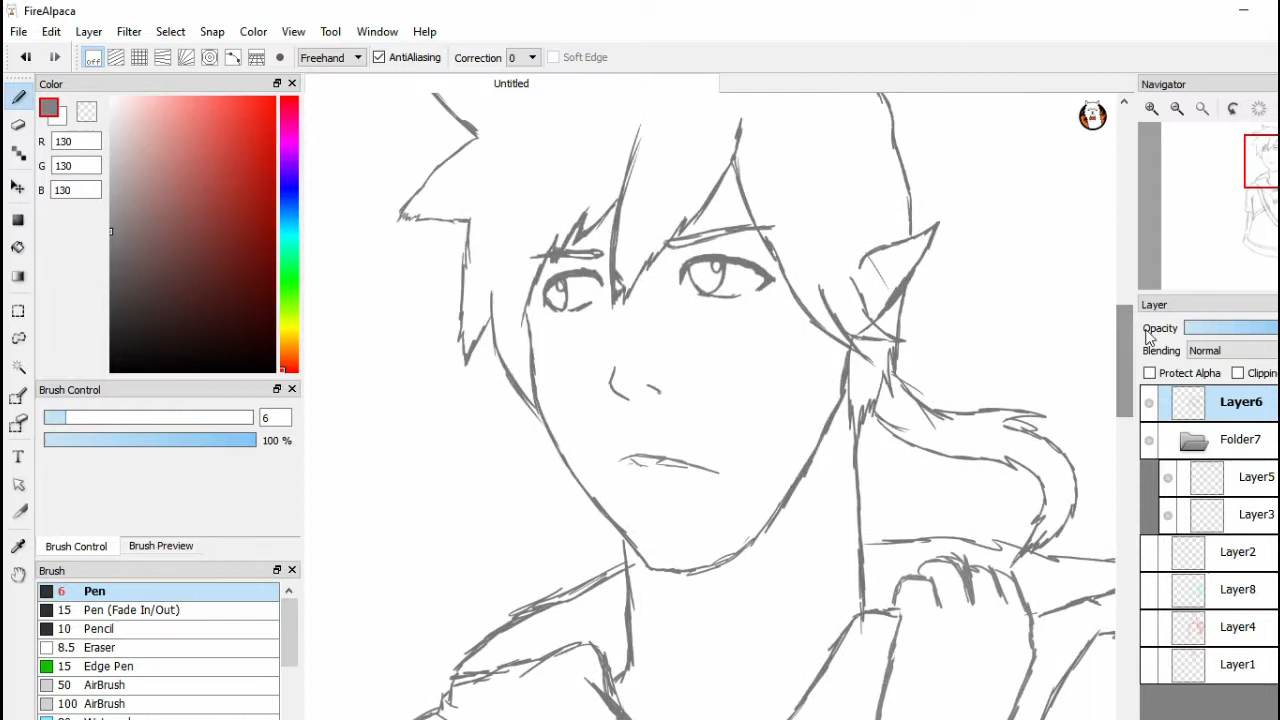 FireAlpaca
File Edit Layer Filter Select Snap Color View Tool Window Help
off Freehand AntiAliasing Correction 0 Soft Edge
Color
Untitled
Navigator
R 130
G 130
B 130
Brush Control
6
100 %
Brush Control Brush Preview
Brush
6 Pen
15 Pen (Fade In/Out)
10 Pencil
8.5 Eraser
15 Edge Pen
50 AirBrush
100 AirBrush
Layer
Opacity
Blending Normal
Protect Alpha Clippin
Layer6
Folder7
Layer5
Layer3
Layer2
Layer8
Layer4
Layer1